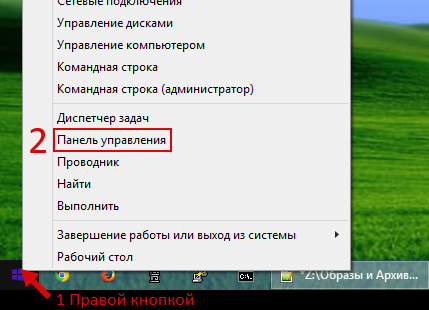 Сетевые подключения
Управление дисками
Управление компьютером
Командная строка
Командная строка (администратор)
Диспетчер задач
2 Панель управления
Проводник
Найти
Выполнить
Завершение работы или выход из системы
Рабочий стол
*Z:\Образы и Архив...
1 Правой кнопкой